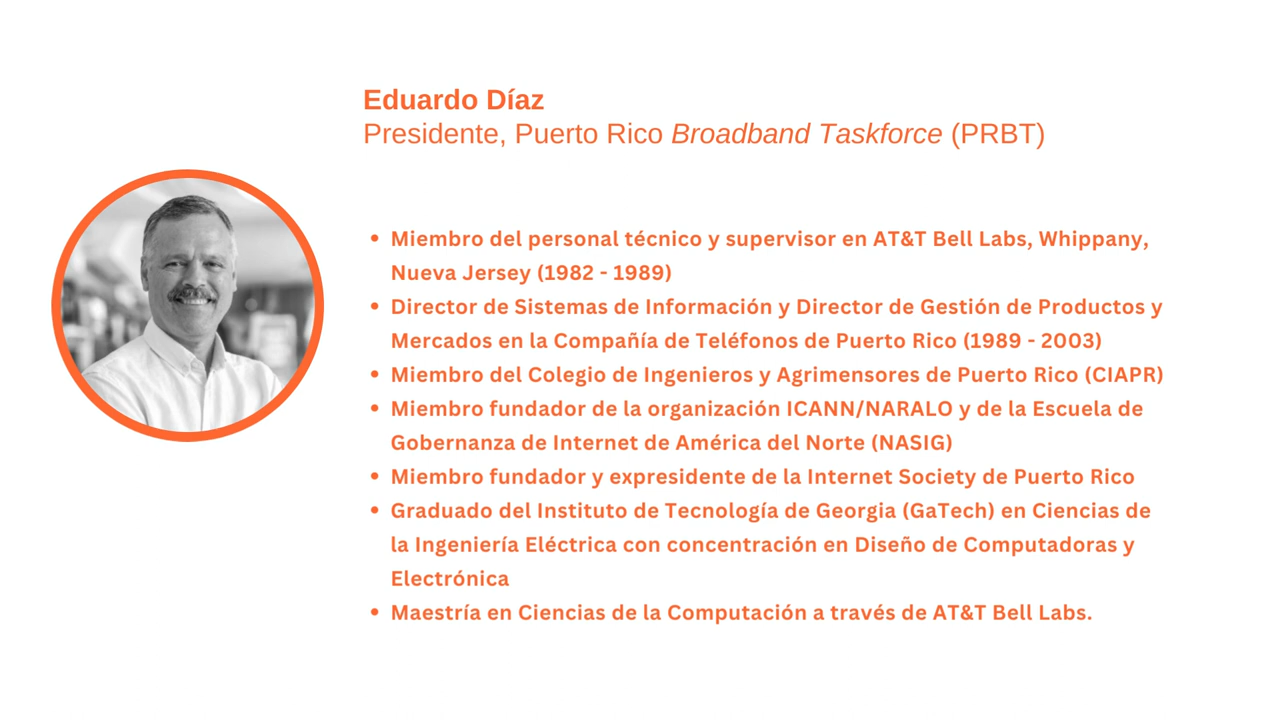 Eduardo Díaz
Presidente, Puerto Rico Broadband Taskforce (PRBT)
• Miembro del personal técnico y supervisor en AT&T Bell Labs, Whippany,
Nueva Jersey (1982 - 1989)
• Director de Sistemas de Información y Director de Gestión de Productos y
Mercados en la Compañía de Teléfonos de Puerto Rico (1989 - 2003)
• Miembro del Colegio de Ingenieros y Agrimensores de Puerto Rico (CIAPR)
• Miembro fundador de la organización ICANN/NARALO y de la Escuela de
Gobernanza de Internet de América del Norte (NASIG)
• Miembro fundador y expresidente de la Internet Society de Puerto Rico
• Graduado del Instituto de Tecnología de Georgia (GaTech) en Ciencias de
la Ingeniería Eléctrica con concentración en Diseño de Computadoras y
Electrónica
• Maestría en Ciencias de la Computación a través de AT&T Bell Labs.